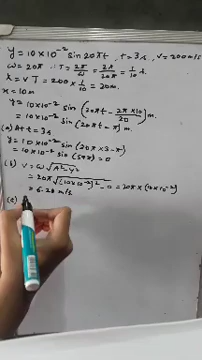 y = 10×10⁻² sin 20πt, t = 3s, v = 200m/s
ω = 20π ∴ T = 2π/ω = 2π/20π = 1/10 s.
λ = vT = 200 × 1/10 = 20m.
x = 10m
y = 10×10⁻² sin (20πt − 2π×10/20) m.
= 10×10⁻² sin (20πt − π) m.
(a) At t = 3s
y = 10×10⁻² sin (20π×3 − π)
= 10×10⁻² sin (59π) = 0
(b) v = ω√A²−y²
= 20π√(10×10⁻²)² − 0 = 20π × (10×10⁻²)
= 6.28 m/s
(c)